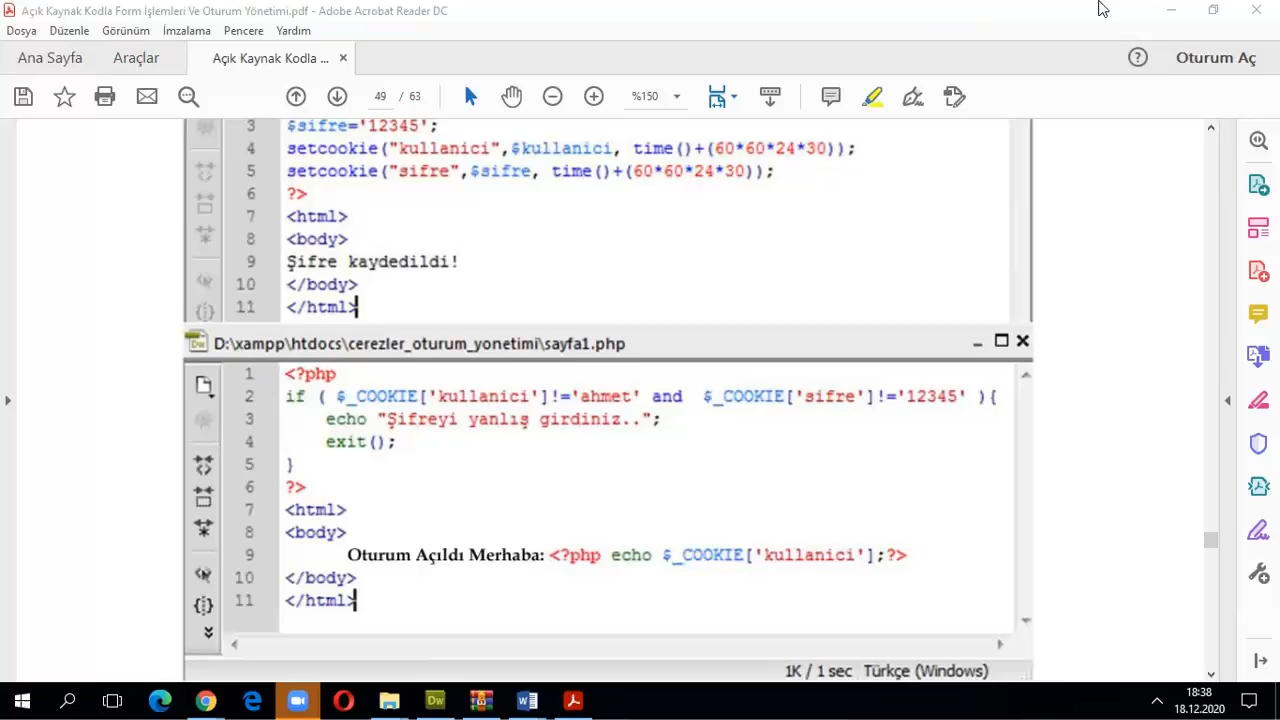 Açık Kaynak Kodla Form İşlemleri Ve Oturum Yönetimi.pdf - Adobe Acrobat Reader DC
Dosya Düzenle Görünüm İmzalama Pencere Yardım
Ana Sayfa Araçlar Açık Kaynak Kodla ... × Oturum Aç
49 / 63 %150
3 $sifre='12345';
4 setcookie("kullanici",$kullanici, time()+(60*60*24*30));
5 setcookie("sifre",$sifre, time()+(60*60*24*30));
6 ?>
7 <html>
8 <body>
9 Şifre kaydedildi!
10 </body>
11 </html>
D:\xampp\htdocs\cerezler_oturum_yonetimi\sayfa1.php
1 <?php
2 if ( $_COOKIE['kullanici']!='ahmet' and $_COOKIE['sifre']!='12345' ){
3 echo "Şifreyi yanlış girdiniz..";
4 exit();
5 }
6 ?>
7 <html>
8 <body>
9 Oturum Açıldı Merhaba: <?php echo $_COOKIE['kullanici'];?>
10 </body>
11 </html>
1K / 1 sec Türkçe (Windows)
Dw W
18:38
18.12.2020